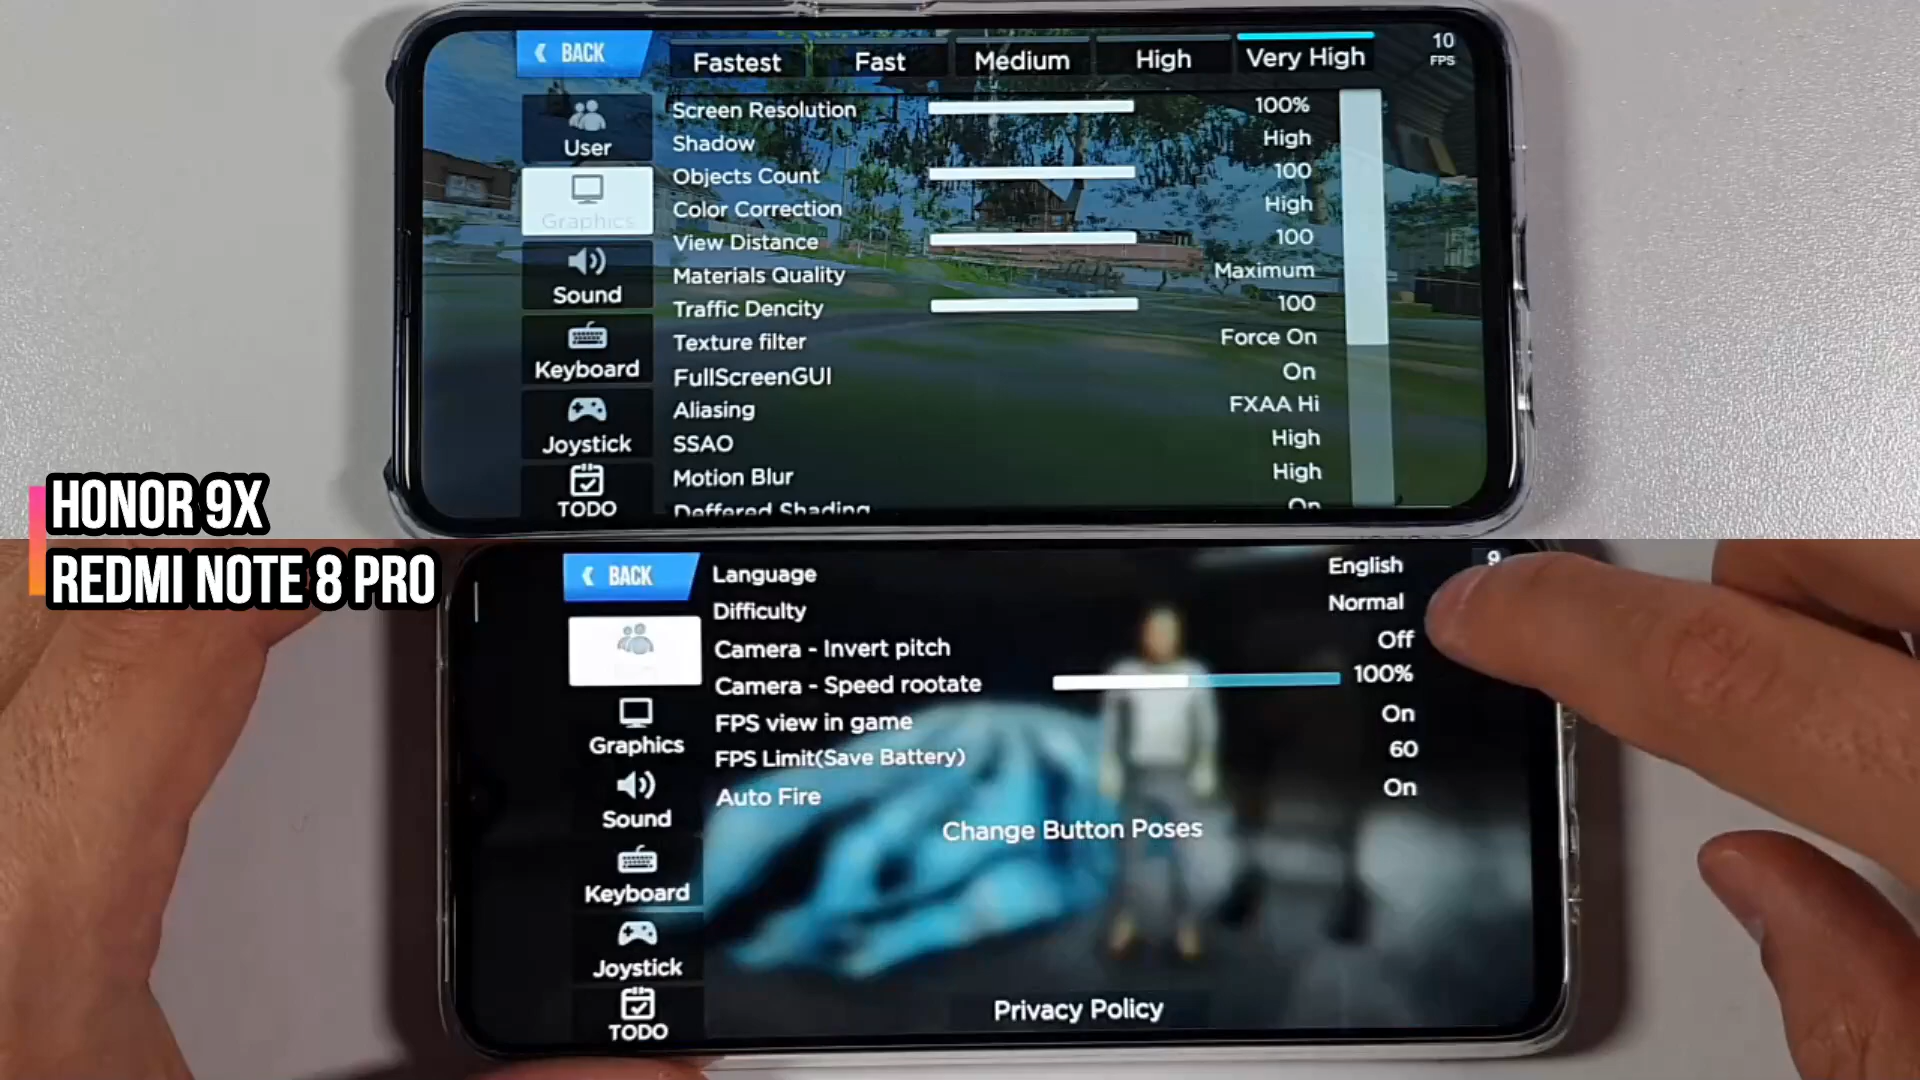 BACK
Fastest
Fast
Medium
High
Very High
10
FPS
User
Graphics
Sound
Keyboard
Joystick
TODO
Screen Resolution 100%
Shadow High
Objects Count 100
Color Correction High
View Distance 100
Materials Quality Maximum
Traffic Dencity 100
Texture filter Force On
FullScreenGUI On
Aliasing FXAA Hi
SSAO High
Motion Blur High
Deffered Shading On
HONOR 9X
REDMI NOTE 8 PRO
BACK
Graphics
Sound
Keyboard
Joystick
TODO
Language English
9
Difficulty Normal
Camera - Invert pitch Off
Camera - Speed rootate 100%
FPS view in game On
FPS Limit(Save Battery) 60
Auto Fire On
Change Button Poses
Privacy Policy